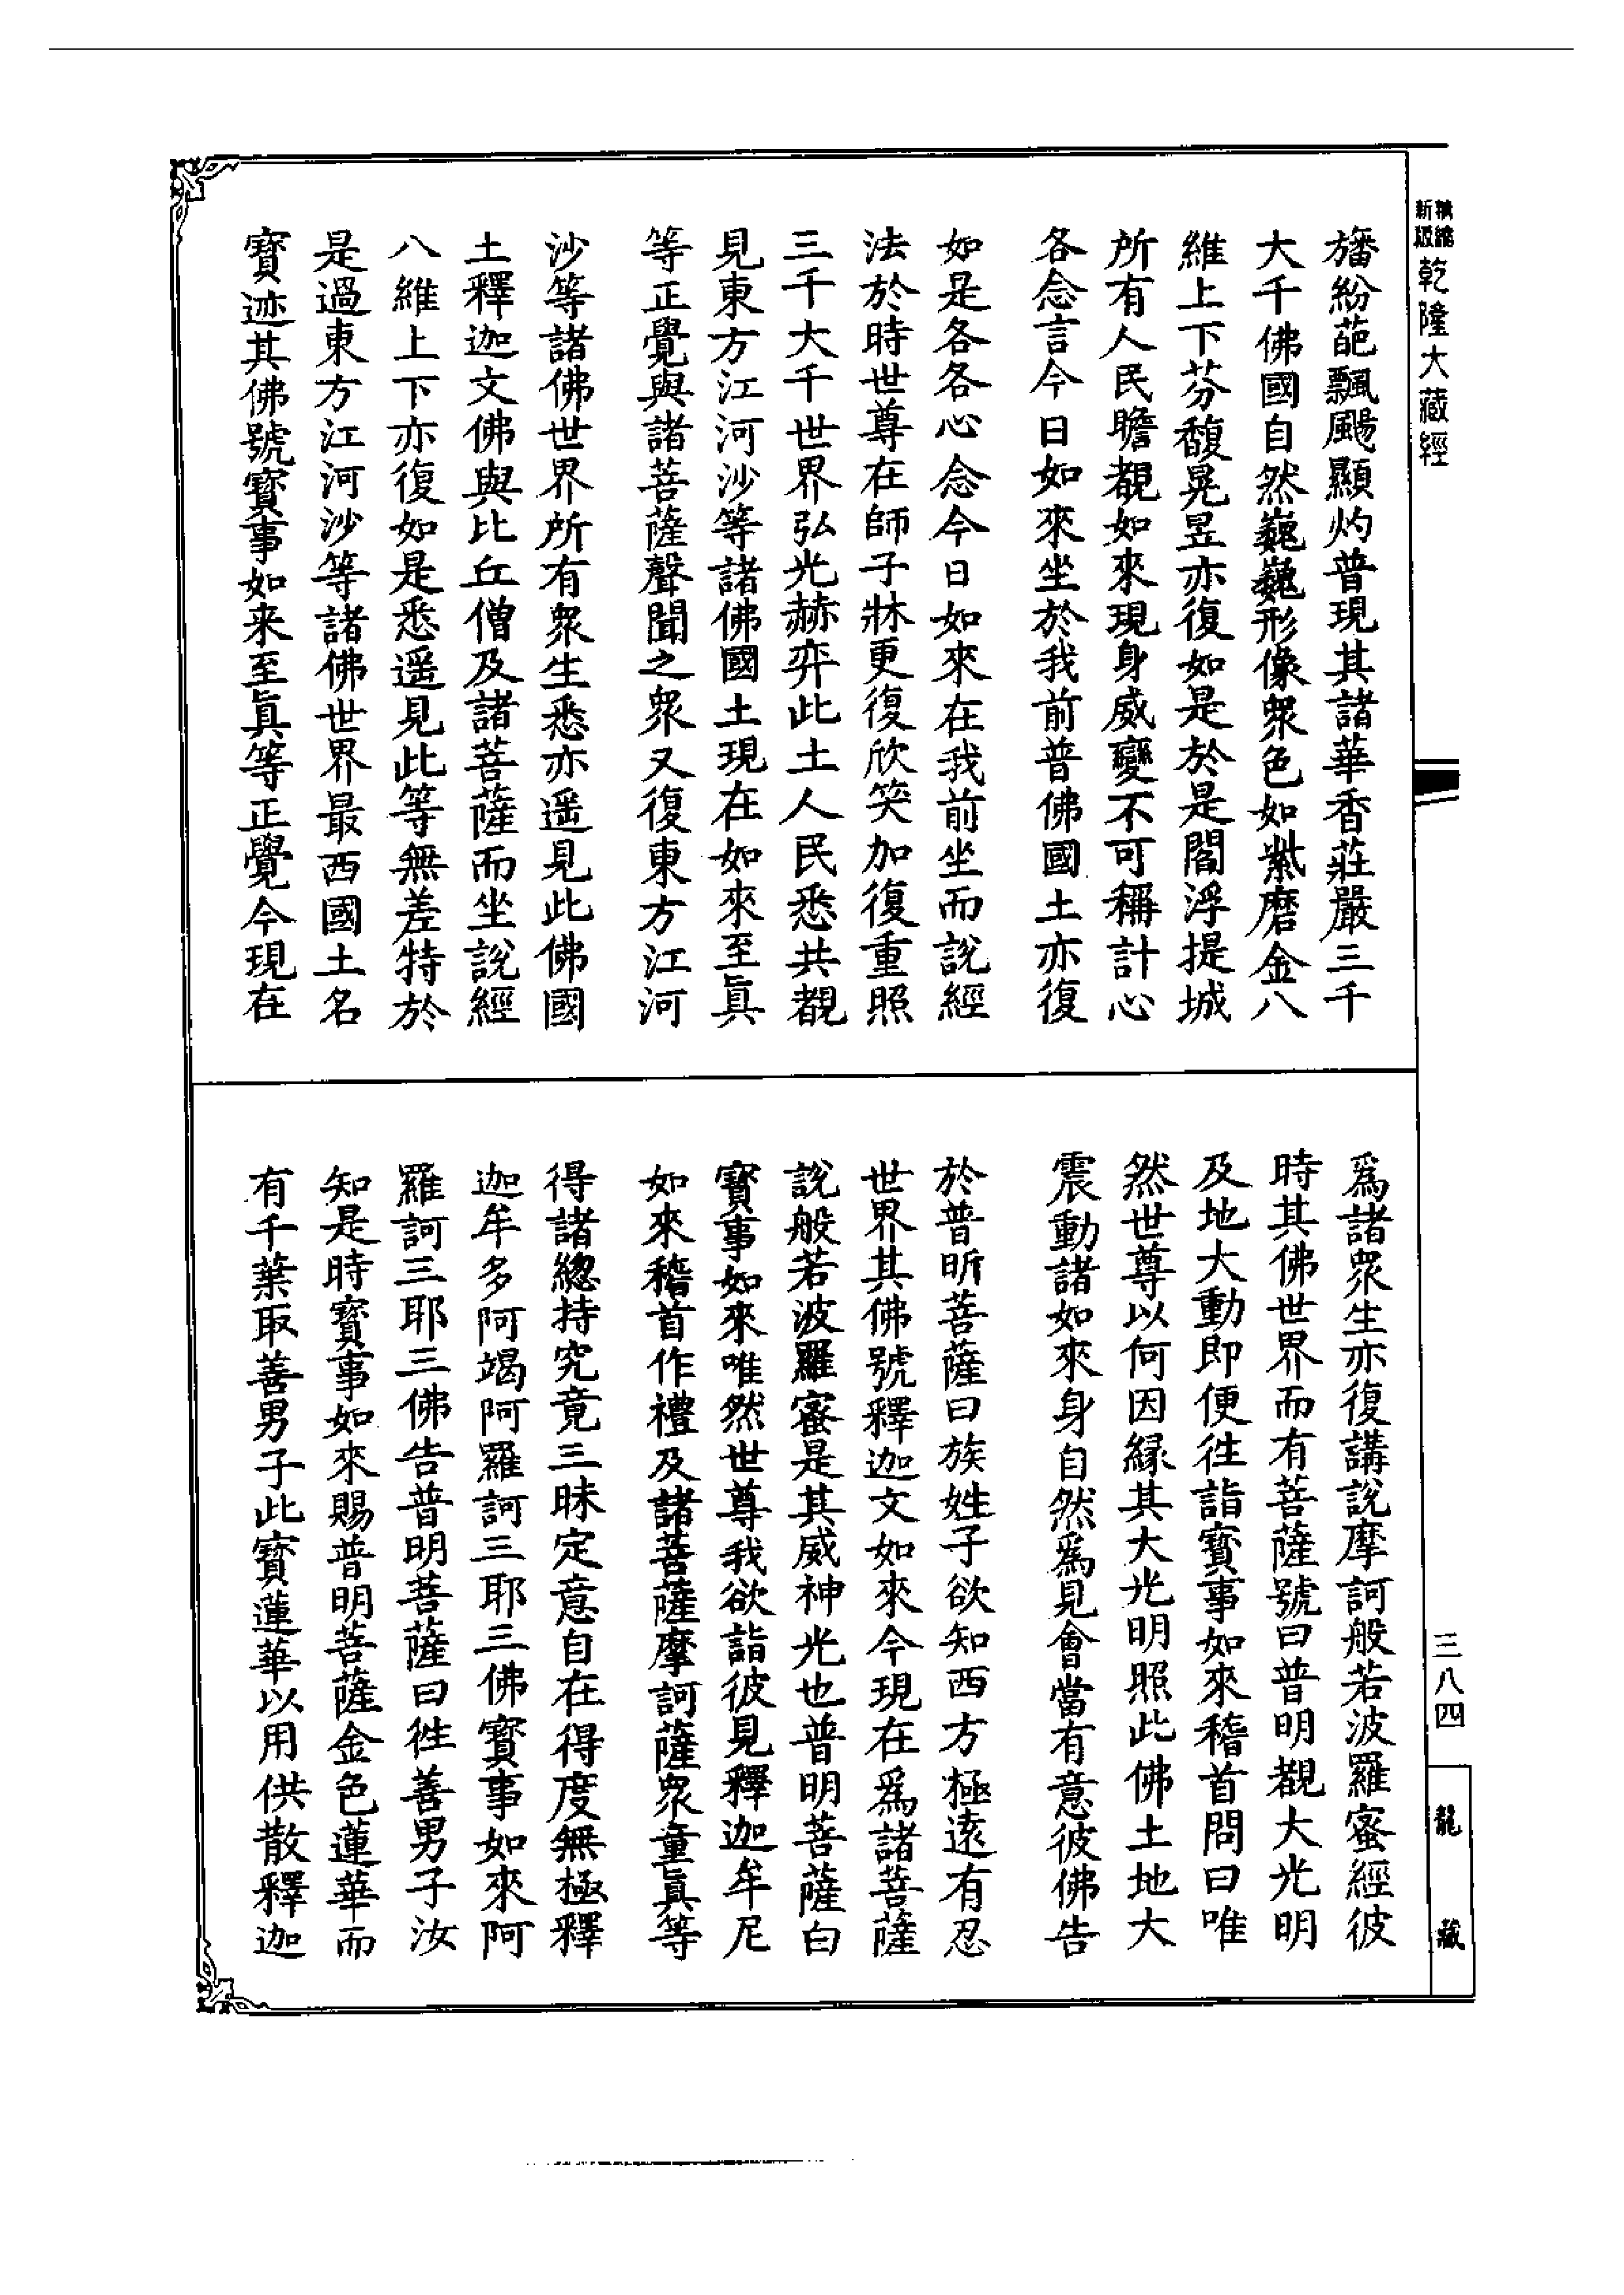 精縮新版乾隆大藏經
旛紛葩飄颺顯灼普現其諸華香莊嚴三千
大千佛國自然巍巍形像衆色如紫磨金八
維上下芬馥晃昱亦復如是於是閻浮提城
所有人民瞻覩如來現身威變不可稱計心
各念言今日如來坐於我前普佛國土亦復
如是各各心念今日如來在我前坐而說經
法於時世尊在師子牀更復欣笑加復重照
三千大千世界弘光赫弈此土人民悉共覩
見東方江河沙等諸佛國土現在如來至眞
等正覺與諸菩薩聲聞之衆又復東方江河
沙等諸佛世界所有衆生悉亦遥見此佛國
土釋迦文佛與比丘僧及諸菩薩而坐說經
八維上下亦復如是悉遥見此等無差特於
是過東方江河沙等諸佛世界最西國土名
寶迹其佛號寶事如来至眞等正覺今現在
爲諸衆生亦復講說摩訶般若波羅蜜經彼
時其佛世界而有菩薩號曰普明覩大光明
及地大動即便往詣寶事如來稽首問曰唯
然世尊以何因緣其大光明照此佛土地大
震動諸如來身自然爲見會當有意彼佛告
於普昕菩薩曰族姓子欲知西方極遠有忍
世界其佛號釋迦文如來今現在爲諸菩薩
說般若波羅蜜是其威神光也普明菩薩白
寶事如來唯然世尊我欲詣彼見釋迦牟尼
如來稽首作禮及諸菩薩摩訶薩衆童眞等
得諸緫持究竟三昧定意自在得度無極釋
迦牟多阿竭阿羅訶三耶三佛寶事如來阿
羅訶三耶三佛告普明菩薩曰徃善男子汝
知是時寶事如來賜普明菩薩金色蓮華而
有千葉取善男子此寶蓮華以用供散釋迦
三八四
龍藏